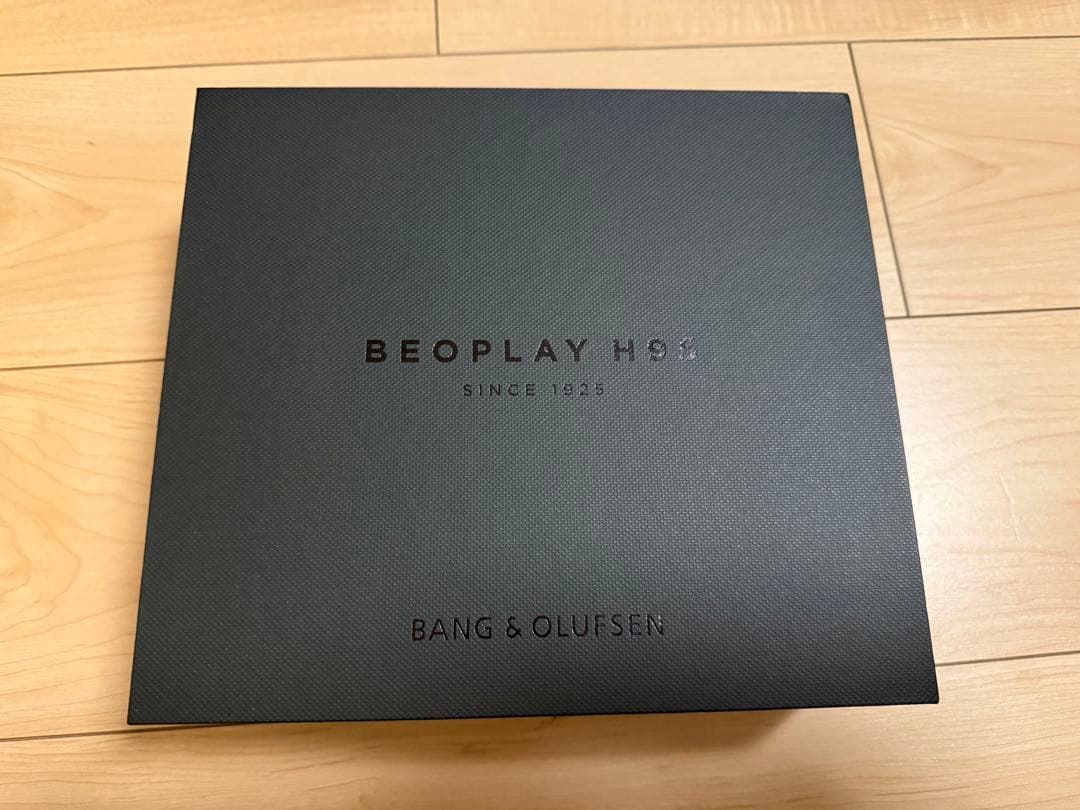 BEOPLAY H95
SINCE 1925
BANG & OLUFSEN